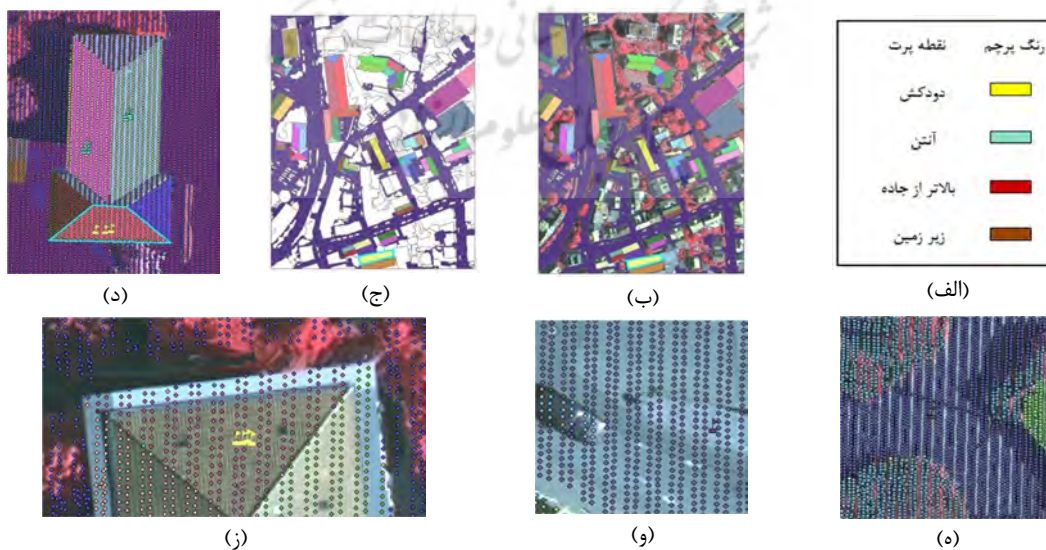 رنگ پرچم نقطه پرت
دودکش
آنتن
بالاتر از جاده
زیر زمین
(الف)
(ب)
(ج)
(د)
(ه)
(و)
(ز)